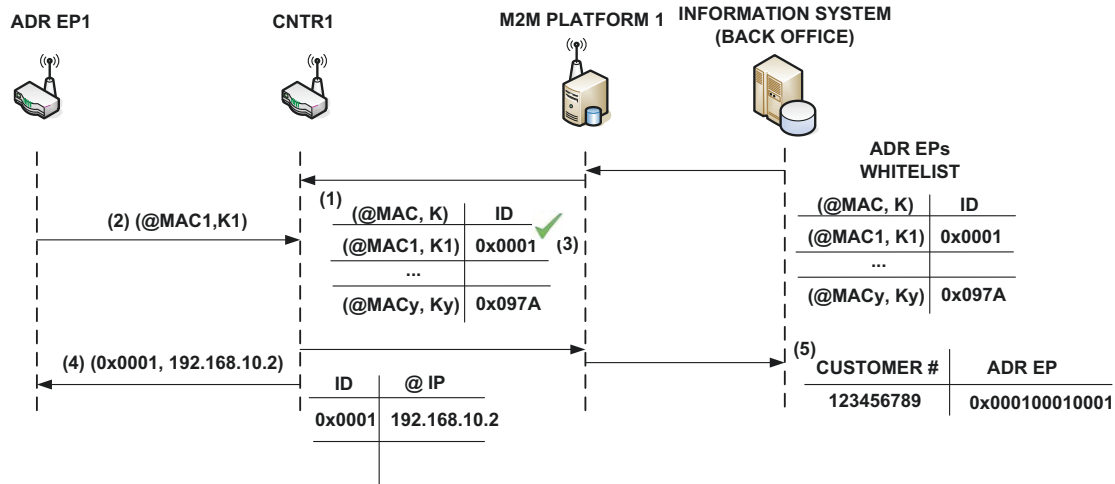 ADR EP1
CNTR1
M2M PLATFORM 1
INFORMATION SYSTEM
(BACK OFFICE)
ADR EPs
WHITELIST
(1)
(@MAC, K) ID
(@MAC1, K1) 0x0001
...
(@MACy, Ky) 0x097A
(2) (@MAC1,K1)
(3)
(@MAC, K) ID
(@MAC1, K1) 0x0001
...
(@MACy, Ky) 0x097A
(4) (0x0001, 192.168.10.2)
ID @ IP
0x0001 192.168.10.2
(5)
CUSTOMER # ADR EP
123456789 0x000100010001